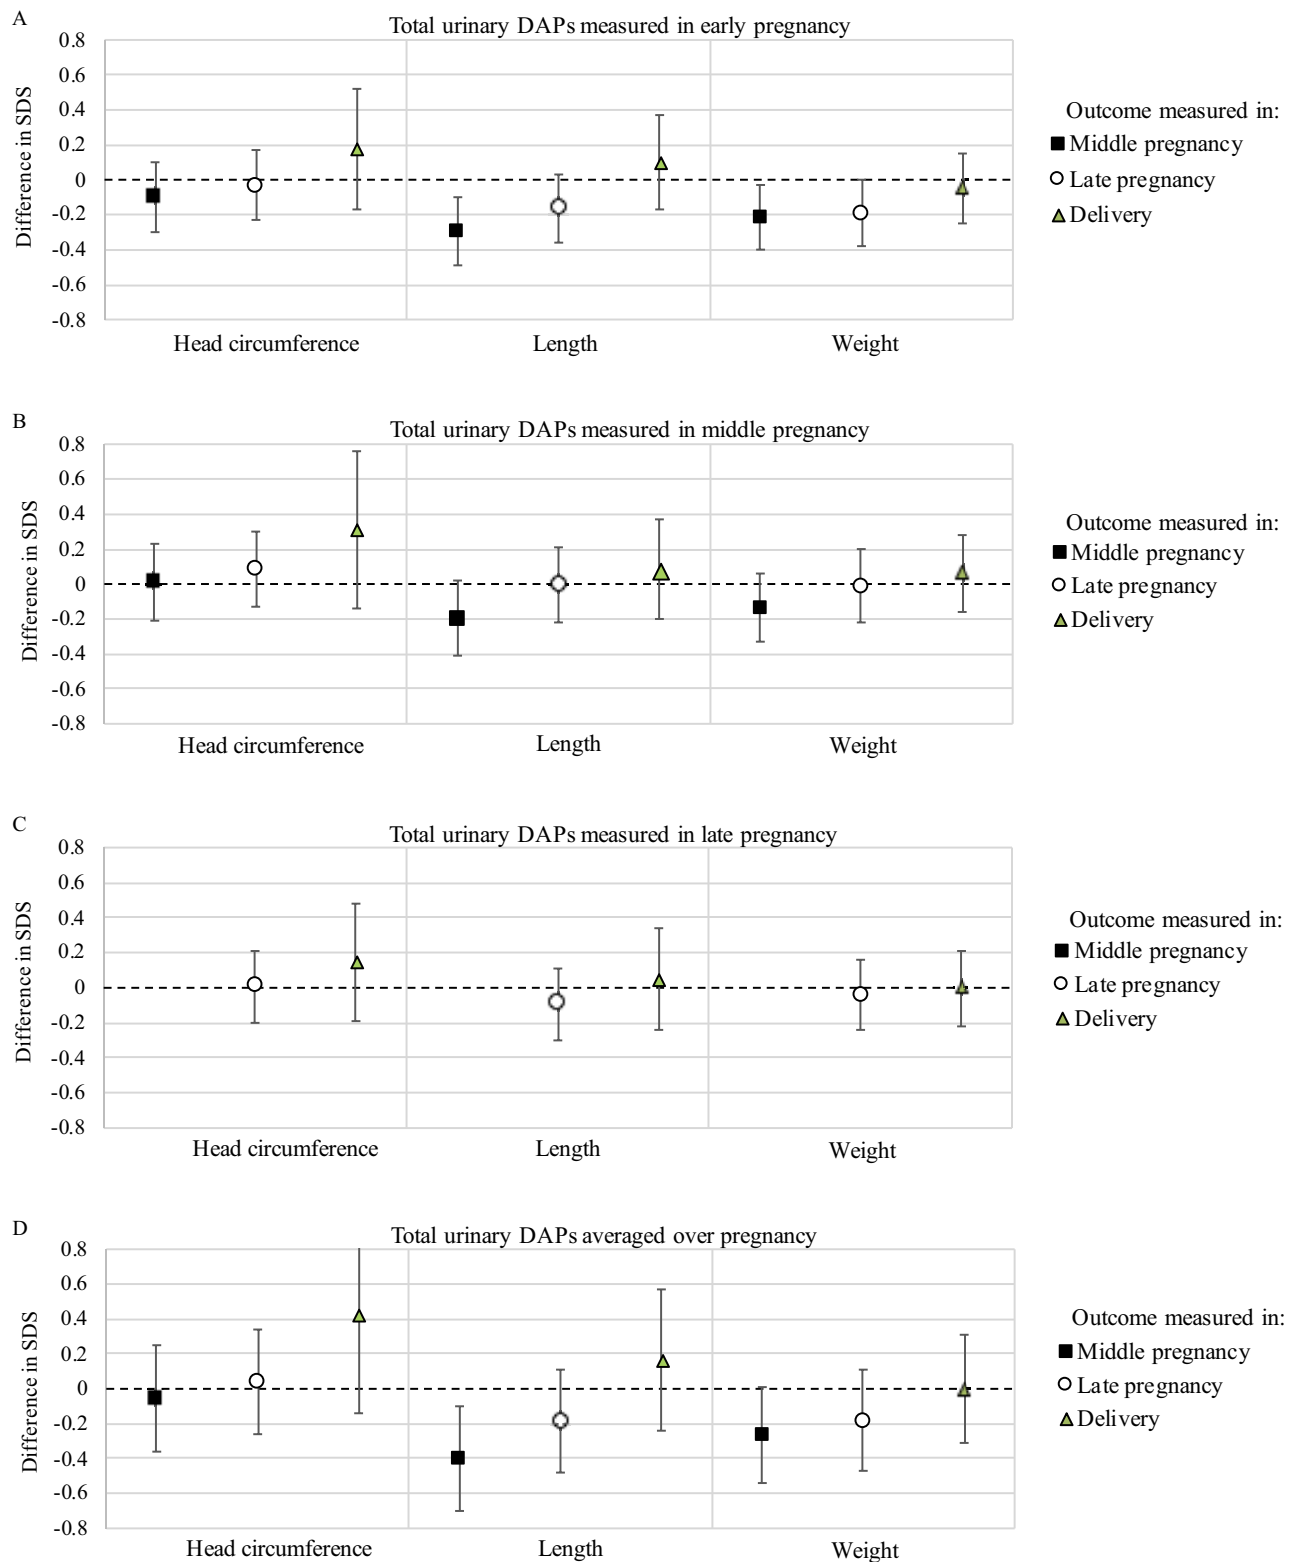 A
Total urinary DAPs measured in early pregnancy
0.8
0.6
0.4
0.2
0
-0.2
-0.4
-0.6
-0.8
Difference in SDS
Head circumference
Length
Weight
Outcome measured in:
Middle pregnancy
Late pregnancy
Delivery
B
Total urinary DAPs measured in middle pregnancy
0.8
0.6
0.4
0.2
0
-0.2
-0.4
-0.6
-0.8
Difference in SDS
Head circumference
Length
Weight
Outcome measured in:
Middle pregnancy
Late pregnancy
Delivery
C
Total urinary DAPs measured in late pregnancy
0.8
0.6
0.4
0.2
0
-0.2
-0.4
-0.6
-0.8
Difference in SDS
Head circumference
Length
Weight
Outcome measured in:
Middle pregnancy
Late pregnancy
Delivery
D
Total urinary DAPs averaged over pregnancy
0.8
0.6
0.4
0.2
0
-0.2
-0.4
-0.6
-0.8
Difference in SDS
Head circumference
Length
Weight
Outcome measured in:
Middle pregnancy
Late pregnancy
Delivery